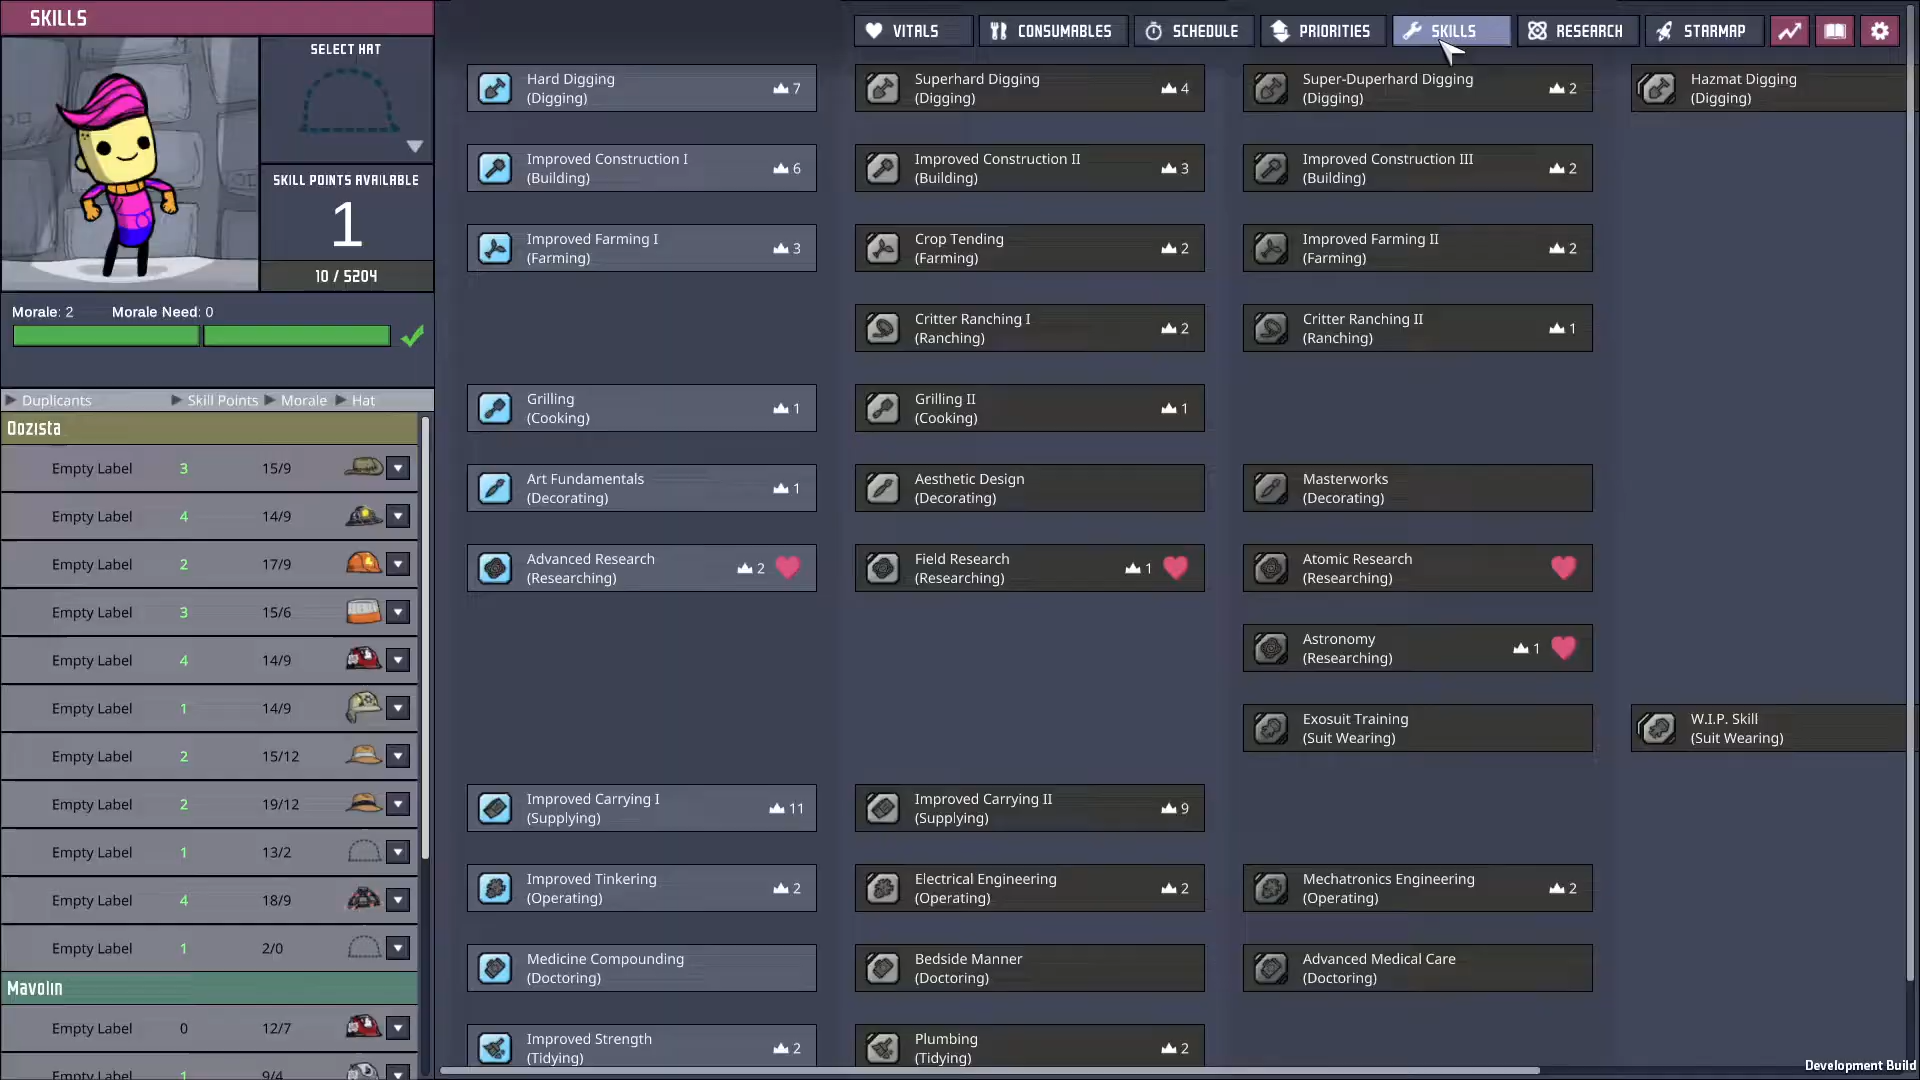 SKILLS
VITALS
CONSUMABLES
SCHEDULE
PRIORITIES
SKILLS
RESEARCH
STARMAP
SELECT HAT
SKILL POINTS AVAILABLE
1
10 / 5204
Morale: 2 Morale Need: 0
Duplicants Skill Points Morale Hat
Oozista
Empty Label 3 15/9
Empty Label 4 14/9
Empty Label 2 17/9
Empty Label 3 15/6
Empty Label 4 14/9
Empty Label 1 14/9
Empty Label 2 15/12
Empty Label 2 19/12
Empty Label 1 13/2
Empty Label 4 18/9
Empty Label 1 2/0
Mavolin
Empty Label 0 12/7
Empty Label 1 9/4
Hard Digging 7
(Digging)
Superhard Digging 4
(Digging)
Super-Duperhard Digging 2
(Digging)
Hazmat Digging
(Digging)
Improved Construction I 6
(Building)
Improved Construction II 3
(Building)
Improved Construction III 2
(Building)
Improved Farming I 3
(Farming)
Crop Tending 2
(Farming)
Improved Farming II 2
(Farming)
Critter Ranching I 2
(Ranching)
Critter Ranching II 1
(Ranching)
Grilling 1
(Cooking)
Grilling II 1
(Cooking)
Art Fundamentals 1
(Decorating)
Aesthetic Design
(Decorating)
Masterworks
(Decorating)
Advanced Research 2
(Researching)
Field Research 1
(Researching)
Atomic Research
(Researching)
Astronomy 1
(Researching)
Exosuit Training
(Suit Wearing)
W.I.P. Skill
(Suit Wearing)
Improved Carrying I 11
(Supplying)
Improved Carrying II 9
(Supplying)
Improved Tinkering 2
(Operating)
Electrical Engineering 2
(Operating)
Mechatronics Engineering 2
(Operating)
Medicine Compounding
(Doctoring)
Bedside Manner
(Doctoring)
Advanced Medical Care
(Doctoring)
Improved Strength 2
(Tidying)
Plumbing 2
(Tidying)
Development Build